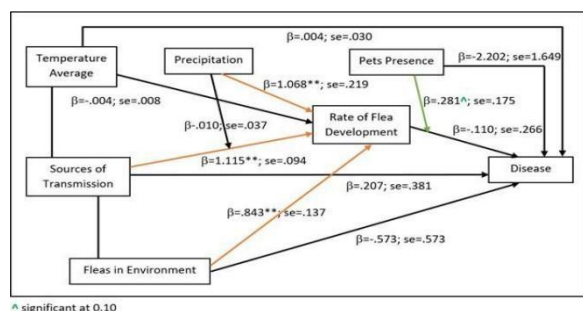 β=.004; se=.030
Temperature
Average
Precipitation
Pets Presence
β=-2.202; se=1.649
β=1.068**; se=.219
β=-.004; se=.008
β=.281^; se=.175
β-.010; se=.037
Rate of Flea
Development
β=-.110; se=.266
Sources of
Transmission
β=1.115**; se=.094
Disease
β=.207; se=.381
β=.843**; se=.137
β=-.573; se=.573
Fleas in Environment
^ significant at 0.10